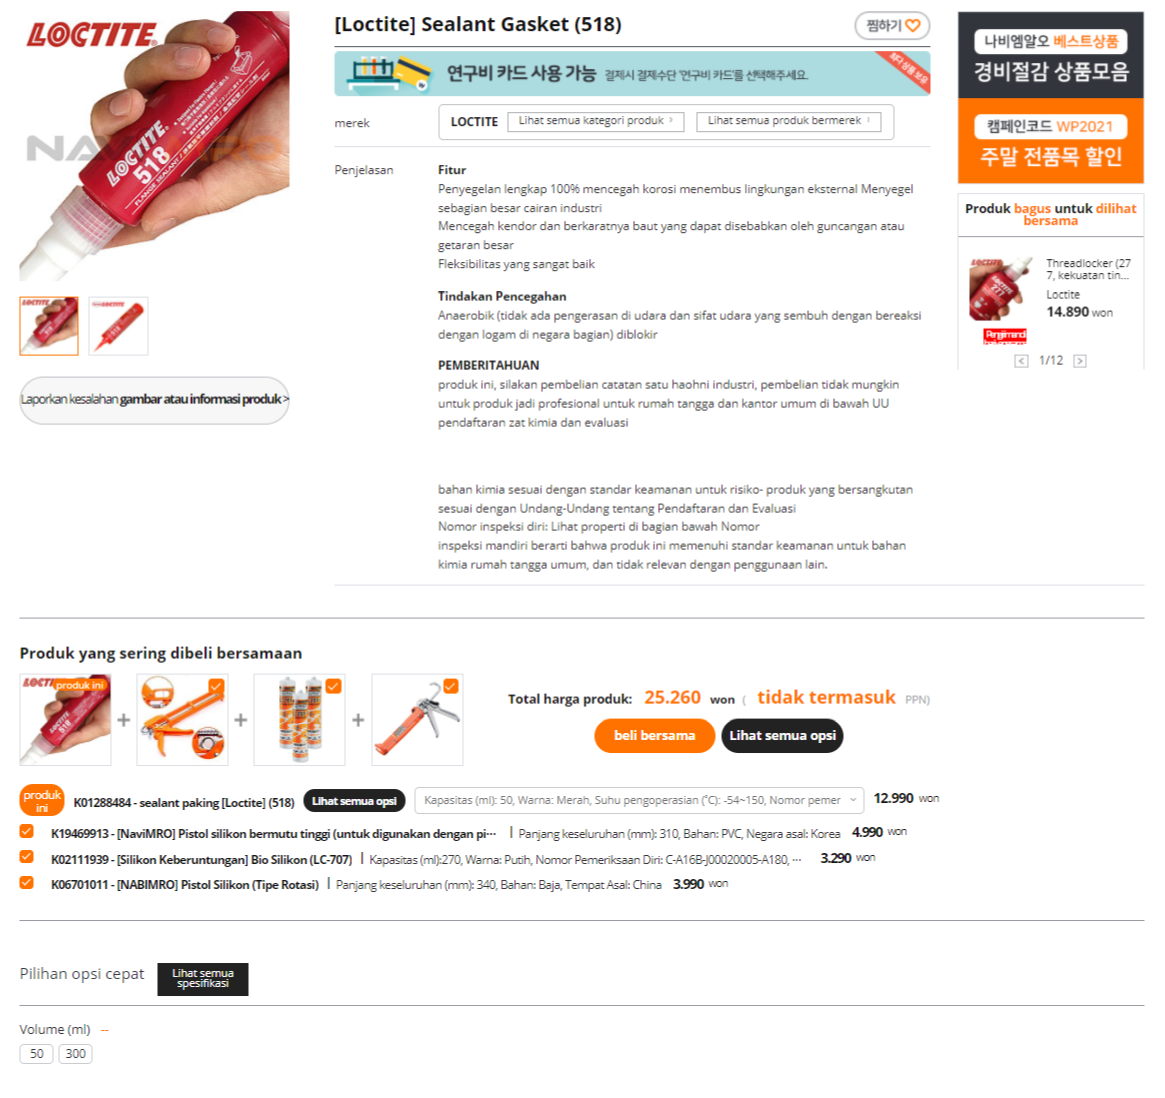 LOCTITE.
LOCTITE.
518
FLANGE SEALANT
NA
LOCTITE
[Loctite] Sealant Gasket (518)
찜하기
연구비 카드 사용 가능 결제시 결제수단 '연구비 카드'를 선택해주세요.
최다 상품 보유
merek
LOCTITE
Lihat semua kategori produk >
Lihat semua produk bermerek
Penjelasan
Fitur
Penyegelan lengkap 100% mencegah korosi menembus lingkungan eksternal Menyegel
sebagian besar cairan industri
Mencegah kendor dan berkaratnya baut yang dapat disebabkan oleh guncangan atau
getaran besar
Fleksibilitas yang sangat baik
Tindakan Pencegahan
Anaerobik (tidak ada pengerasan di udara dan sifat udara yang sembuh dengan bereaksi
dengan logam di negara bagian) diblokir
PEMBERITAHUAN
produk ini, silakan pembelian catatan satu haohni industri, pembelian tidak mungkin
untuk produk jadi profesional untuk rumah tangga dan kantor umum di bawah UU
pendaftaran zat kimia dan evaluasi
bahan kimia sesuai dengan standar keamanan untuk risiko- produk yang bersangkutan
sesuai dengan Undang-Undang tentang Pendaftaran dan Evaluasi
Nomor inspeksi diri: Lihat properti di bagian bawah Nomor
inspeksi mandiri berarti bahwa produk ini memenuhi standar keamanan untuk bahan
kimia rumah tangga umum, dan tidak relevan dengan penggunaan lain.
Laporkan kesalahan gambar atau informasi produk >
나비엠알오 베스트상품
경비절감 상품모음
캠페인코드 WP2021
주말 전품목 할인
Produk bagus untuk dilihat
bersama
LOCTITE
277
Threadlocker (27
7, kekuatan tin...
Loctite
14.890 won
< 1/12 >
Produk yang sering dibeli bersamaan
LOCT
produk ini
518
+
+
+
Total harga produk: 25.260 won ( tidak termasuk PPN)
beli bersama
Lihat semua opsi
produk
ini
K01288484 - sealant paking [Loctite] (518)
Lihat semua opsi
Kapasitas (ml): 50, Warna: Merah, Suhu pengoperasian (˚C): -54~150, Nomor pemer
12.990 won
K19469913 - [NaviMRO] Pistol silikon bermutu tinggi (untuk digunakan dengan pi··· | Panjang keseluruhan (mm): 310, Bahan: PVC, Negara asal: Korea 4.990 won
K02111939 - [Silikon Keberuntungan] Bio Silikon (LC-707) | Kapasitas (ml):270, Warna: Putih, Nomor Pemeriksaan Diri: C-A16B-J00020005-A180, ··· 3.290 won
K06701011 - [NABIMRO] Pistol Silikon (Tipe Rotasi) | Panjang keseluruhan (mm): 340, Bahan: Baja, Tempat Asal: China 3.990 won
Pilihan opsi cepat
Lihat semua
spesifikasi
Volume (ml) --
50
300